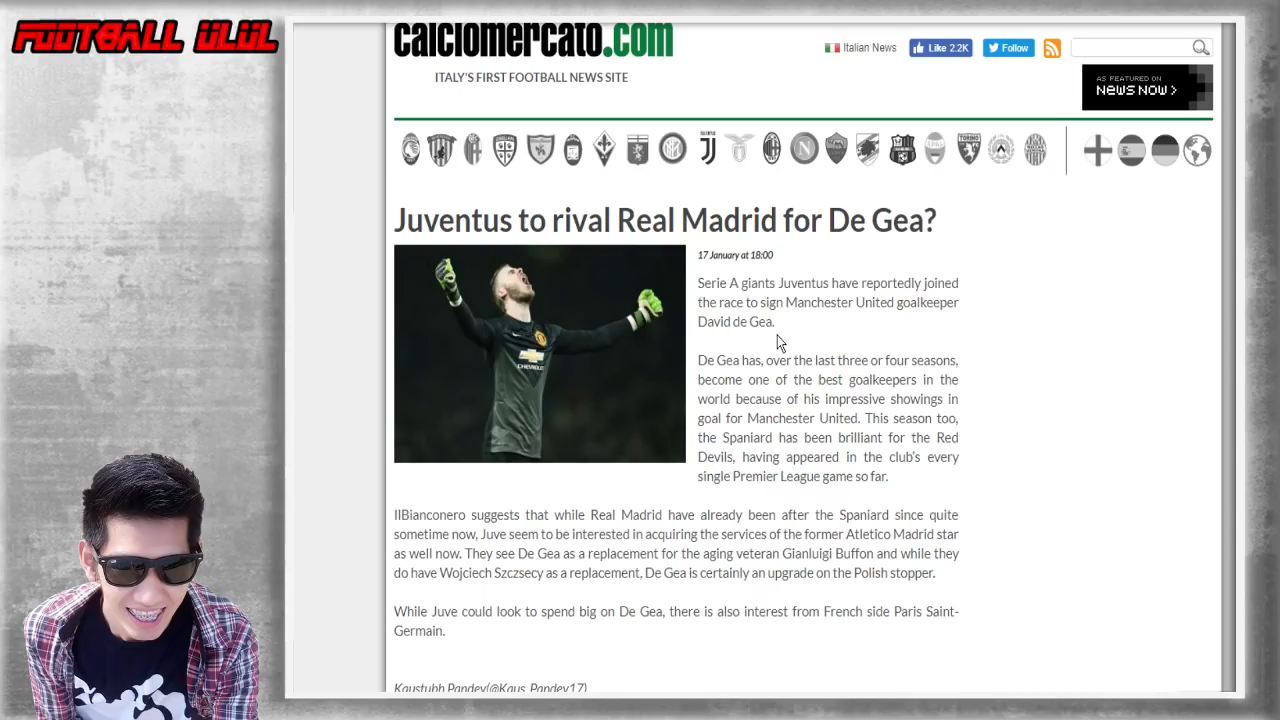 FOOTBALL ULUL
calciomercato.com
Italian News
Like 2.2K
Follow
ITALY'S FIRST FOOTBALL NEWS SITE
AS FEATURED ON
NEWS NOW >
Juventus to rival Real Madrid for De Gea?
17 January at 18:00
Serie A giants Juventus have reportedly joined
the race to sign Manchester United goalkeeper
David de Gea.
De Gea has, over the last three or four seasons,
become one of the best goalkeepers in the
world because of his impressive showings in
goal for Manchester United. This season too,
the Spaniard has been brilliant for the Red
Devils, having appeared in the club's every
single Premier League game so far.
CHEVROLET
IlBianconero suggests that while Real Madrid have already been after the Spaniard since quite
sometime now, Juve seem to be interested in acquiring the services of the former Atletico Madrid star
as well now. They see De Gea as a replacement for the aging veteran Gianluigi Buffon and while they
do have Wojciech Szczsecy as a replacement, De Gea is certainly an upgrade on the Polish stopper.
While Juve could look to spend big on De Gea, there is also interest from French side Paris Saint-
Germain.
Kaustubh Pandey(@Kaus_Pandey17)